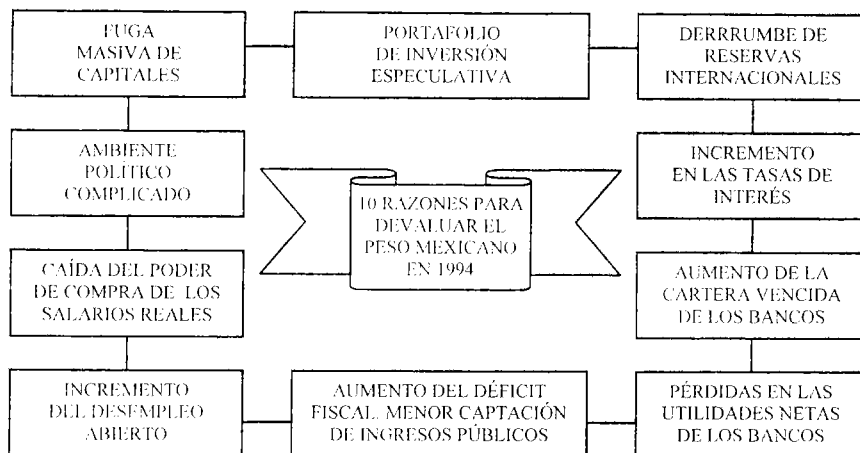 FUGA
MASIVA DE
CAPITALES
PORTAFOLIO
DE INVERSIÓN
ESPECULATIVA
DERRRUMBE DE
RESERVAS
INTERNACIONALES
AMBIENTE
POLÍTICO
COMPLICADO
10 RAZONES PARA
DEVALUAR EL
PESO MEXICANO
EN 1994
INCREMENTO
EN LAS TASAS DE
INTERÉS
CAÍDA DEL PODER
DE COMPRA DE LOS
SALARIOS REALES
AUMENTO DE LA
CARTERA VENCIDA
DE LOS BANCOS
INCREMENTO
DEL DESEMPLEO
ABIERTO
AUMENTO DEL DÉFICIT
FISCAL. MENOR CAPTACIÓN
DE INGRESOS PÚBLICOS
PÉRDIDAS EN LAS
UTILIDADES NETAS
DE LOS BANCOS